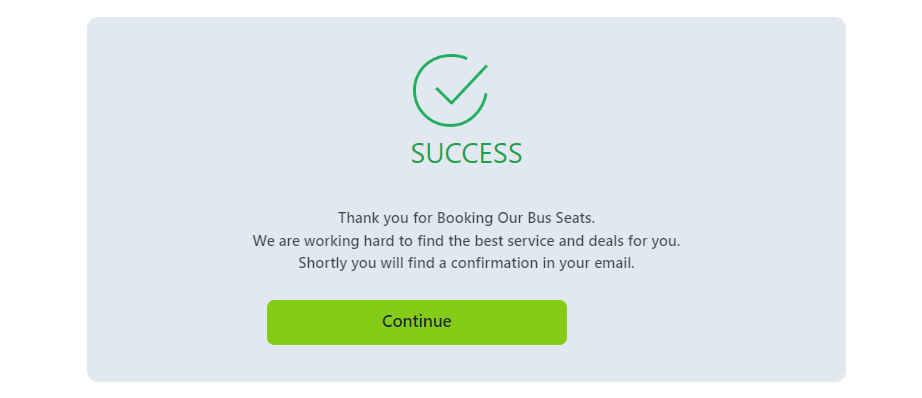 SUCCESS
Thank you for Booking Our Bus Seats.
We are working hard to find the best service and deals for you.
Shortly you will find a confirmation in your email.
Continue